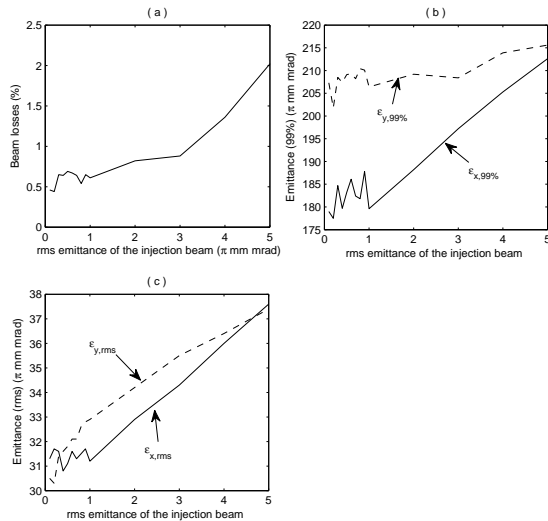 ( a )
2.5
2
1.5
1
0.5
0
Beam losses (%)
0 1 2 3 4 5
rms emittance of the injection beam (π mm mrad)
( b )
220
215
210
205
200
195
190
185
180
175
Emittance (99%) (π mm mrad)
εy,99%
εx,99%
0 1 2 3 4 5
rms emittance of the injection beam
( c )
38
37
36
35
34
33
32
31
30
Emittance (rms) (π mm mrad)
εy,rms
εx,rms
0 1 2 3 4 5
rms emittance of the injection beam